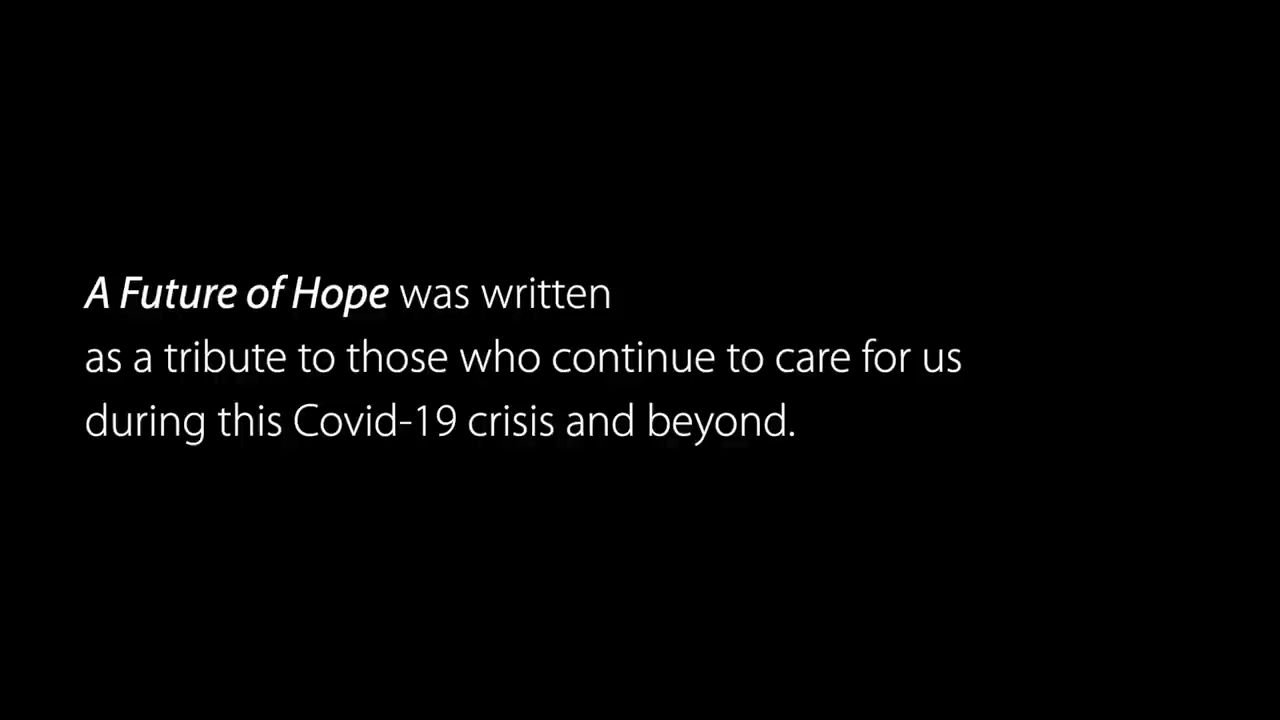 A Future of Hope was written
as a tribute to those who continue to care for us
during this Covid-19 crisis and beyond.